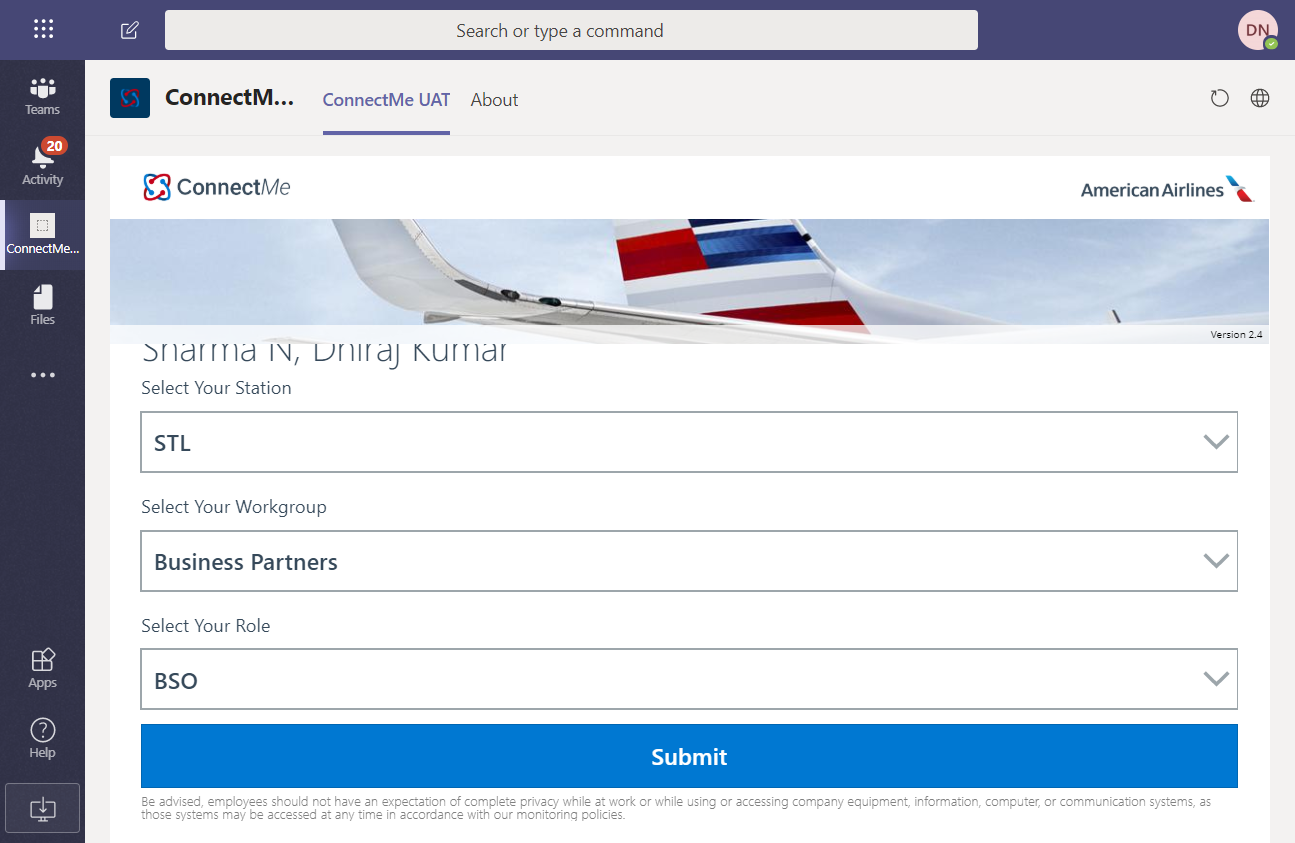 Search or type a command
DN
Teams
20
Activity
ConnectMe...
Files
Apps
Help
ConnectM...
ConnectMe UAT
About
ConnectMe
American Airlines
Version 2.4
Sharma N, Dhiraj Kumar
Select Your Station
STL
Select Your Workgroup
Business Partners
Select Your Role
BSO
Submit
Be advised, employees should not have an expectation of complete privacy while at work or while using or accessing company equipment, information, computer, or communication systems, as
those systems may be accessed at any time in accordance with our monitoring policies.